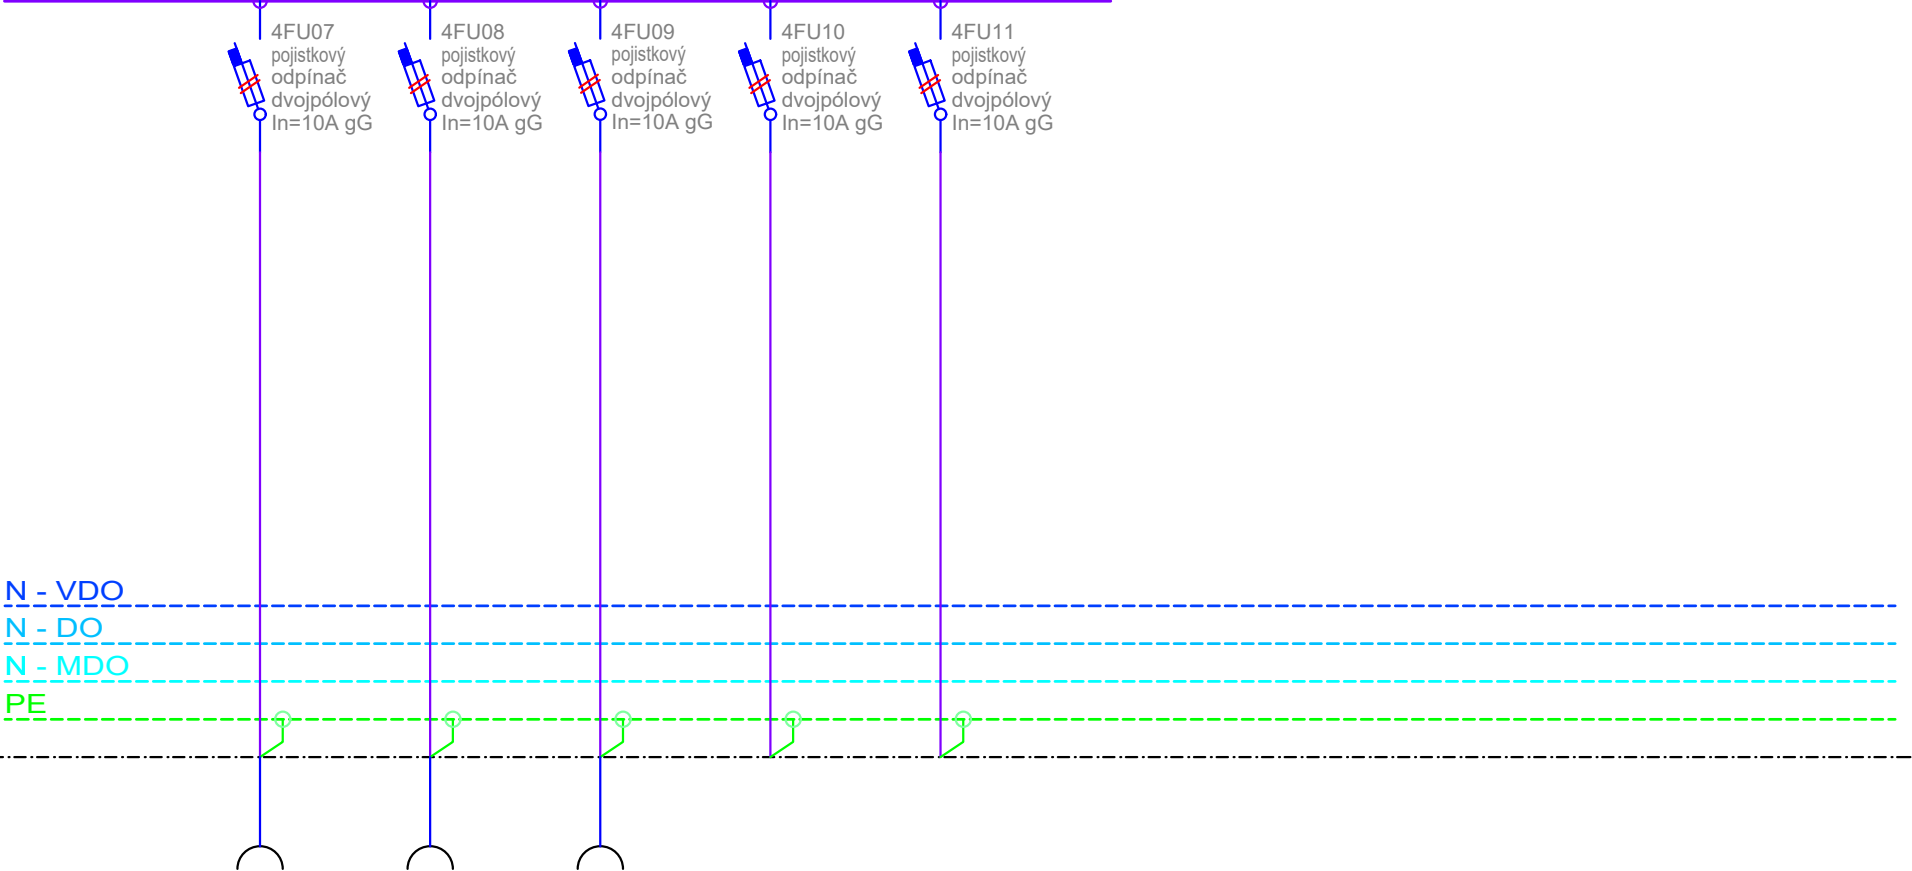 4FU07
pojistkový
odpínač
dvojpólový
In=10A gG
4FU08
pojistkový
odpínač
dvojpólový
In=10A gG
4FU09
pojistkový
odpínač
dvojpólový
In=10A gG
4FU10
pojistkový
odpínač
dvojpólový
In=10A gG
4FU11
pojistkový
odpínač
dvojpólový
In=10A gG
N - VDO
N - DO
N - MDO
PE